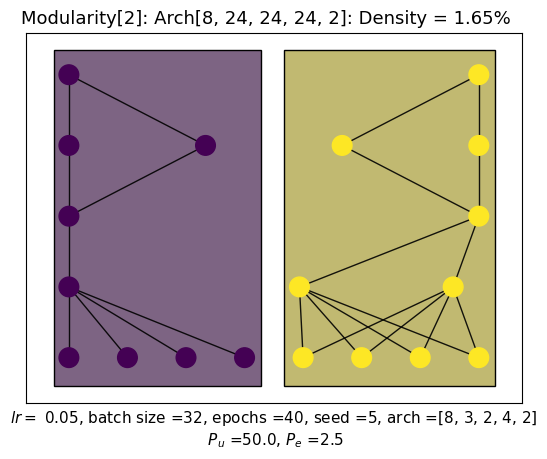 Modularity[2]: Arch[8, 24, 24, 24, 2]: Density = 1.65%
lr = 0.05, batch size =32, epochs =40, seed =5, arch =[8, 3, 2, 4, 2]
P_u =50.0, P_e =2.5